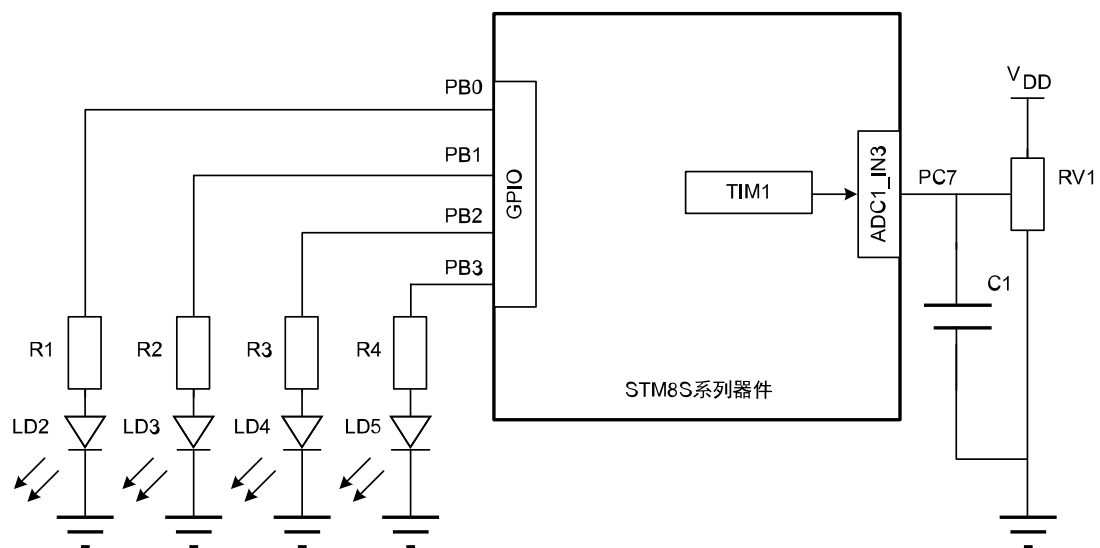 PB0
PB1
PB2
PB3
GPIO
TIM1
ADC1_IN3
PC7
VDD
RV1
C1
R1
R2
R3
R4
STM8S系列器件
LD2
LD3
LD4
LD5